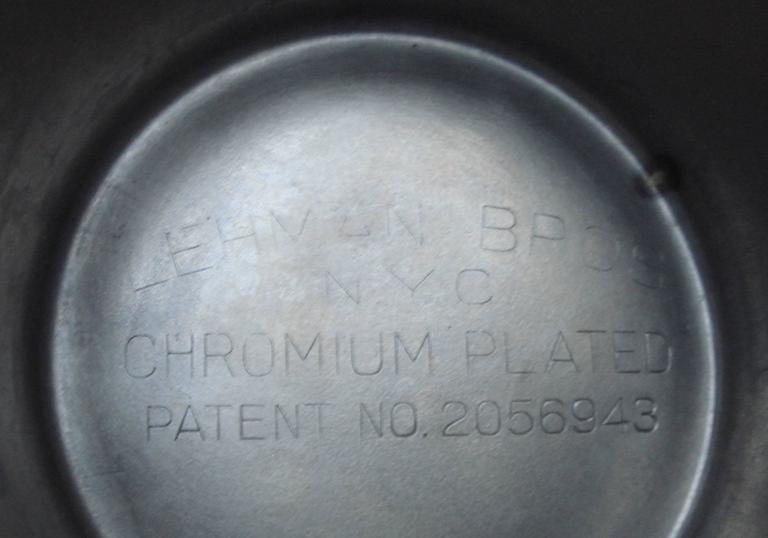 LEHMAN BROS
N.Y.C
CHROMIUM PLATED
PATENT NO. 2056943